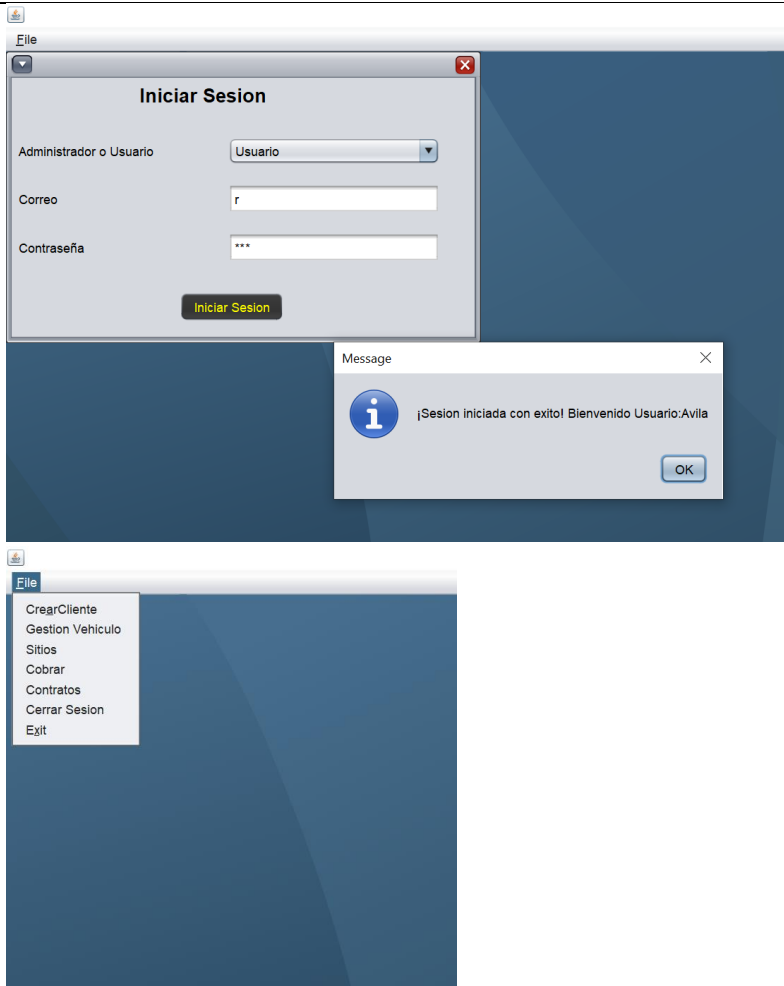 File
Iniciar Sesion
Administrador o Usuario
Usuario
Correo
r
Contraseña
***
Iniciar Sesion
Message
¡Sesion iniciada con exito! Bienvenido Usuario:Avila
OK
File
CrearCliente
Gestion Vehiculo
Sitios
Cobrar
Contratos
Cerrar Sesion
Exit